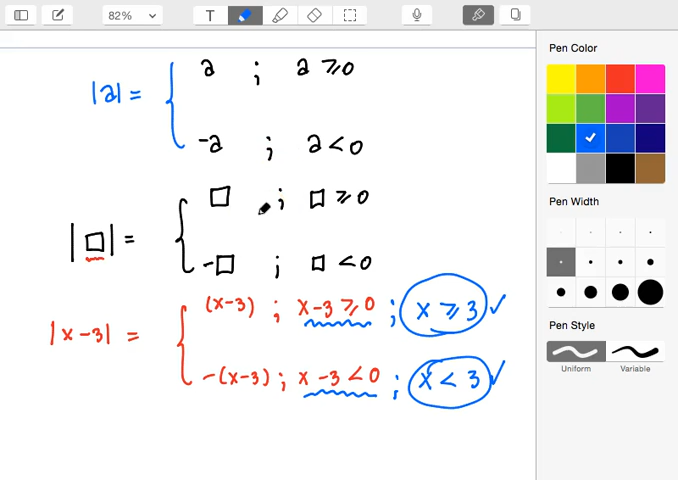 82%
T
Pen Color
|a| =
a ; a ≥ 0
-a ; a < 0
Pen Width
|□| =
□ ; □ ≥ 0
-□ ; □ < 0
|x-3| =
(x-3) ; x-3 ≥ 0 ; x ≥ 3 ✓
-(x-3) ; x-3 < 0 ; x < 3 ✓
Pen Style
Uniform Variable